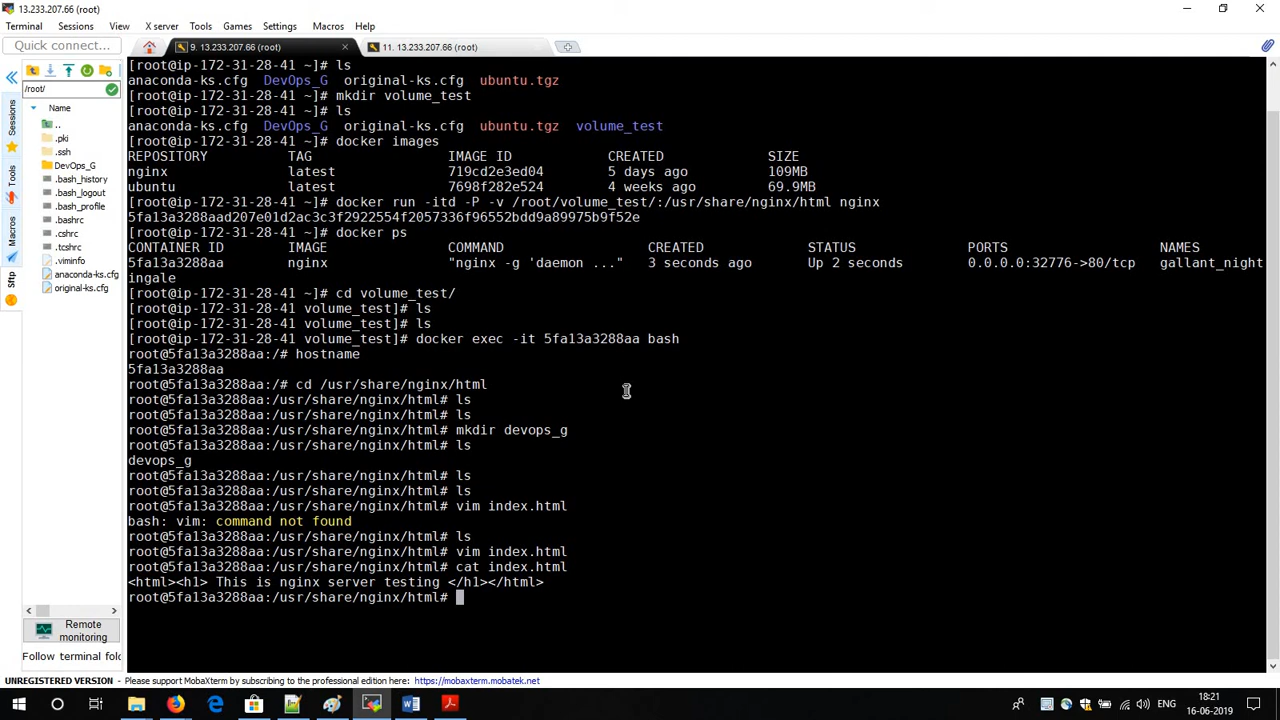 13.233.207.66 (root)
Terminal Sessions View X server Tools Games Settings Macros Help
Quick connect...
9. 13.233.207.66 (root)
11. 13.233.207.66 (root)
/root/
Name
..
.pki
.ssh
DevOps_G
.bash_history
.bash_logout
.bash_profile
.bashrc
.cshrc
.tcshrc
.viminfo
anaconda-ks.cfg
original-ks.cfg
Sessions
Tools
Macros
Sftp
Remote
monitoring
Follow terminal fold
[root@ip-172-31-28-41 ~]# ls
anaconda-ks.cfg DevOps_G original-ks.cfg ubuntu.tgz
[root@ip-172-31-28-41 ~]# mkdir volume_test
[root@ip-172-31-28-41 ~]# ls
anaconda-ks.cfg DevOps_G original-ks.cfg ubuntu.tgz volume_test
[root@ip-172-31-28-41 ~]# docker images
REPOSITORY TAG IMAGE ID CREATED SIZE
nginx latest 719cd2e3ed04 5 days ago 109MB
ubuntu latest 7698f282e524 4 weeks ago 69.9MB
[root@ip-172-31-28-41 ~]# docker run -itd -P -v /root/volume_test/:/usr/share/nginx/html nginx
5fa13a3288aad207e01d2ac3c3f2922554f2057336f96552bdd9a89975b9f52e
[root@ip-172-31-28-41 ~]# docker ps
CONTAINER ID IMAGE COMMAND CREATED STATUS PORTS NAMES
5fa13a3288aa nginx "nginx -g 'daemon ..." 3 seconds ago Up 2 seconds 0.0.0.0:32776->80/tcp gallant_night
ingale
[root@ip-172-31-28-41 ~]# cd volume_test/
[root@ip-172-31-28-41 volume_test]# ls
[root@ip-172-31-28-41 volume_test]# ls
[root@ip-172-31-28-41 volume_test]# docker exec -it 5fa13a3288aa bash
root@5fa13a3288aa:/# hostname
5fa13a3288aa
root@5fa13a3288aa:/# cd /usr/share/nginx/html
root@5fa13a3288aa:/usr/share/nginx/html# ls
root@5fa13a3288aa:/usr/share/nginx/html# ls
root@5fa13a3288aa:/usr/share/nginx/html# mkdir devops_g
root@5fa13a3288aa:/usr/share/nginx/html# ls
devops_g
root@5fa13a3288aa:/usr/share/nginx/html# ls
root@5fa13a3288aa:/usr/share/nginx/html# ls
root@5fa13a3288aa:/usr/share/nginx/html# vim index.html
bash: vim: command not found
root@5fa13a3288aa:/usr/share/nginx/html# ls
root@5fa13a3288aa:/usr/share/nginx/html# vim index.html
root@5fa13a3288aa:/usr/share/nginx/html# cat index.html
<html><h1> This is nginx server testing </h1></html>
root@5fa13a3288aa:/usr/share/nginx/html#
UNREGISTERED VERSION - Please support MobaXterm by subscribing to the professional edition here: https://mobaxterm.mobatek.net
ENG
18:21
16-06-2019